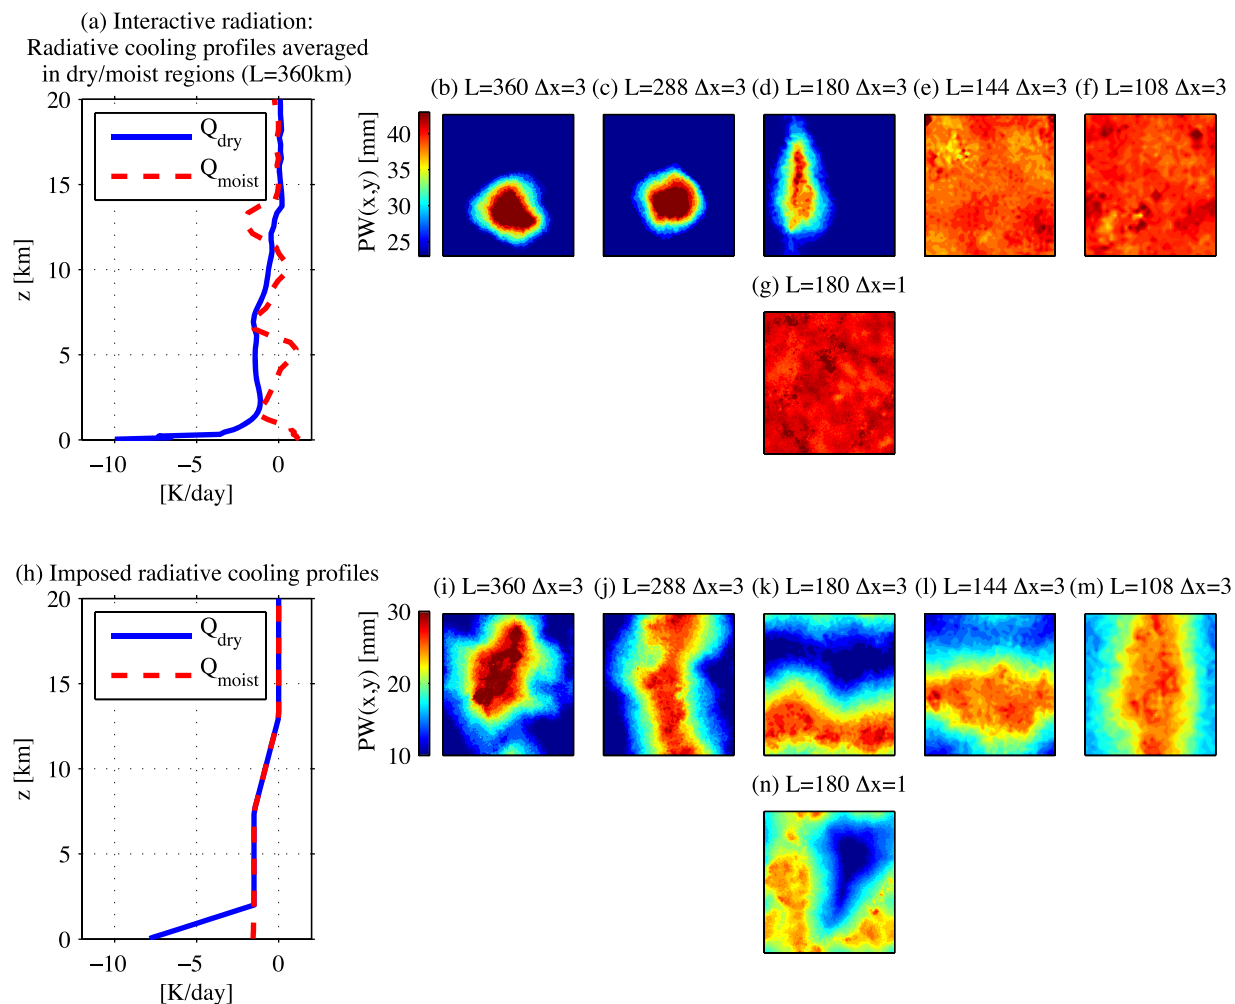 (a) Interactive radiation:
Radiative cooling profiles averaged
in dry/moist regions (L=360km)
20
15
10
5
0
z [km]
Q_dry
Q_moist
−10 −5 0
[K/day]
(b) L=360 Δx=3 (c) L=288 Δx=3 (d) L=180 Δx=3 (e) L=144 Δx=3 (f) L=108 Δx=3
PW(x,y) [mm]
40
35
30
25
(g) L=180 Δx=1
(h) Imposed radiative cooling profiles
20
15
10
5
0
z [km]
Q_dry
Q_moist
−10 −5 0
[K/day]
(i) L=360 Δx=3 (j) L=288 Δx=3 (k) L=180 Δx=3 (l) L=144 Δx=3 (m) L=108 Δx=3
PW(x,y) [mm]
30
20
10
(n) L=180 Δx=1